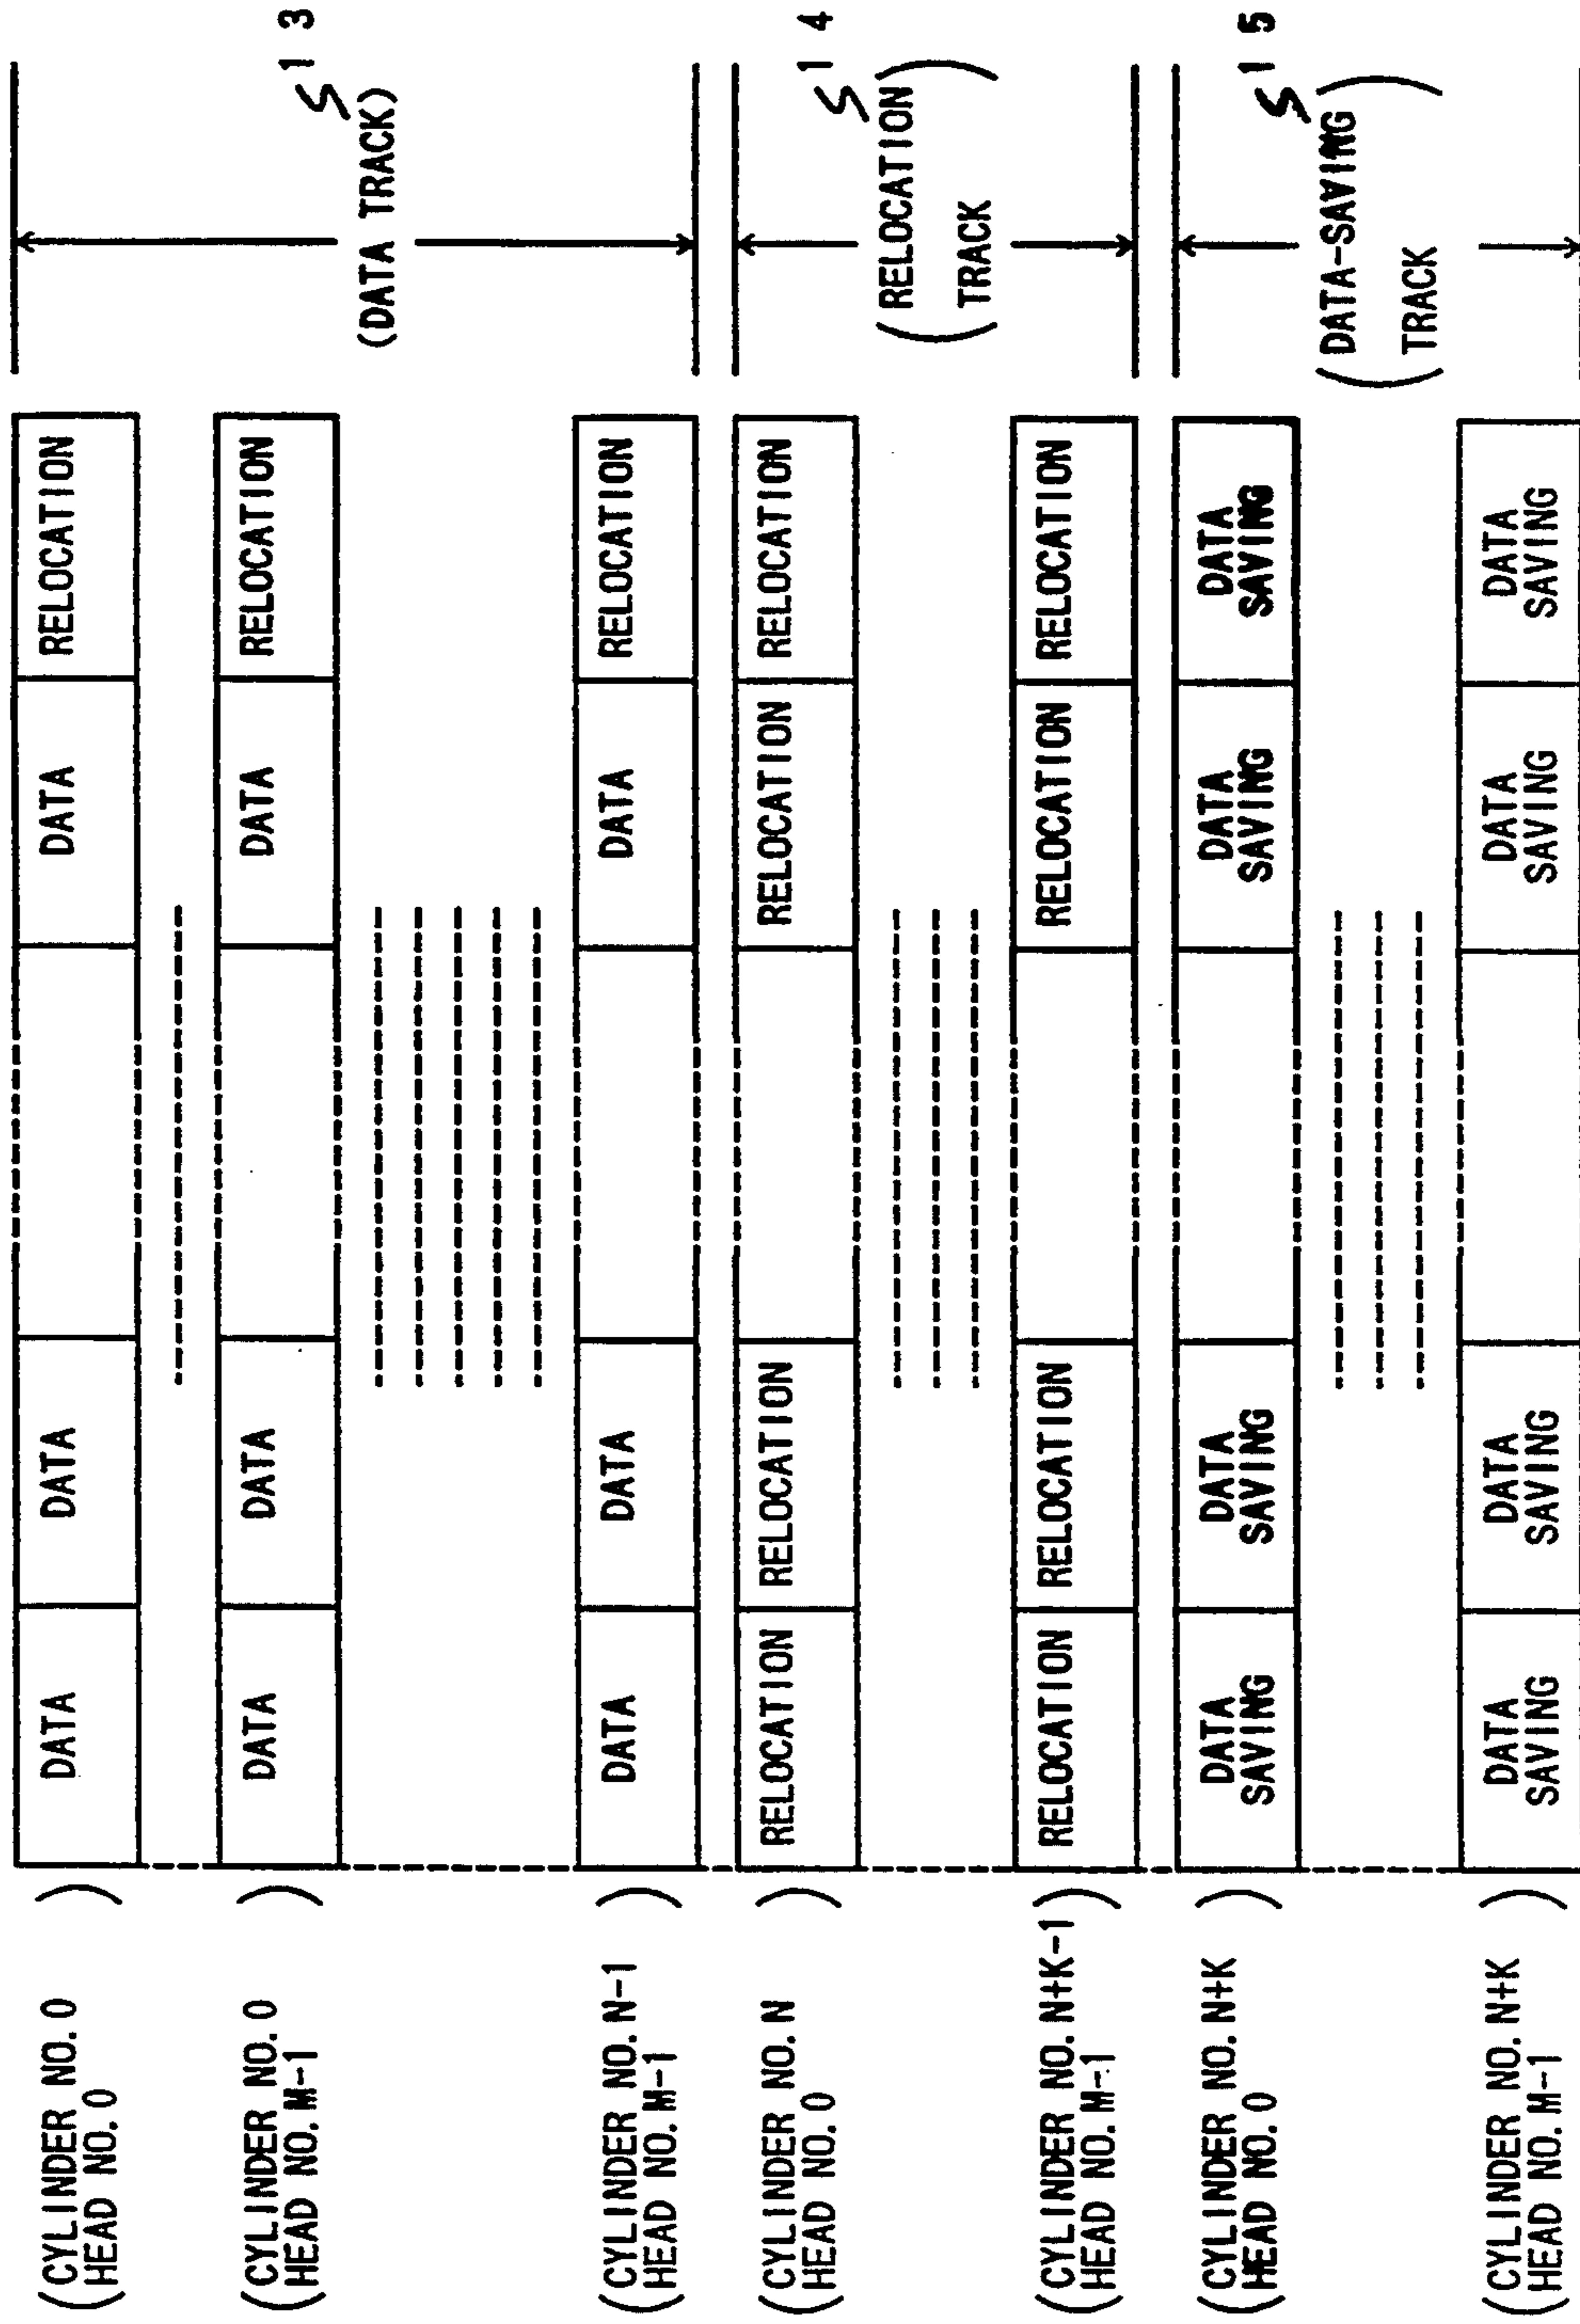 (CYLINDER NO. 0
HEAD NO. 0)
DATA
DATA
DATA
RELOCATION
(CYLINDER NO. 0
HEAD NO. M-1)
DATA
DATA
DATA
RELOCATION
(CYLINDER NO. N-1
HEAD NO. M-1)
DATA
DATA
DATA
RELOCATION
13
(DATA TRACK)
(CYLINDER NO. N
HEAD NO. 0)
RELOCATION
RELOCATION
RELOCATION
RELOCATION
(CYLINDER NO. N+K-1
HEAD NO. M-1)
RELOCATION
RELOCATION
RELOCATION
RELOCATION
14
(RELOCATION
TRACK)
(CYLINDER NO. N+K
HEAD NO. 0)
DATA
SAVING
DATA
SAVING
DATA
SAVING
DATA
SAVING
(CYLINDER NO. N+K
HEAD NO. M-1)
DATA
SAVING
DATA
SAVING
DATA
SAVING
DATA
SAVING
15
(DATA-SAVING
TRACK)